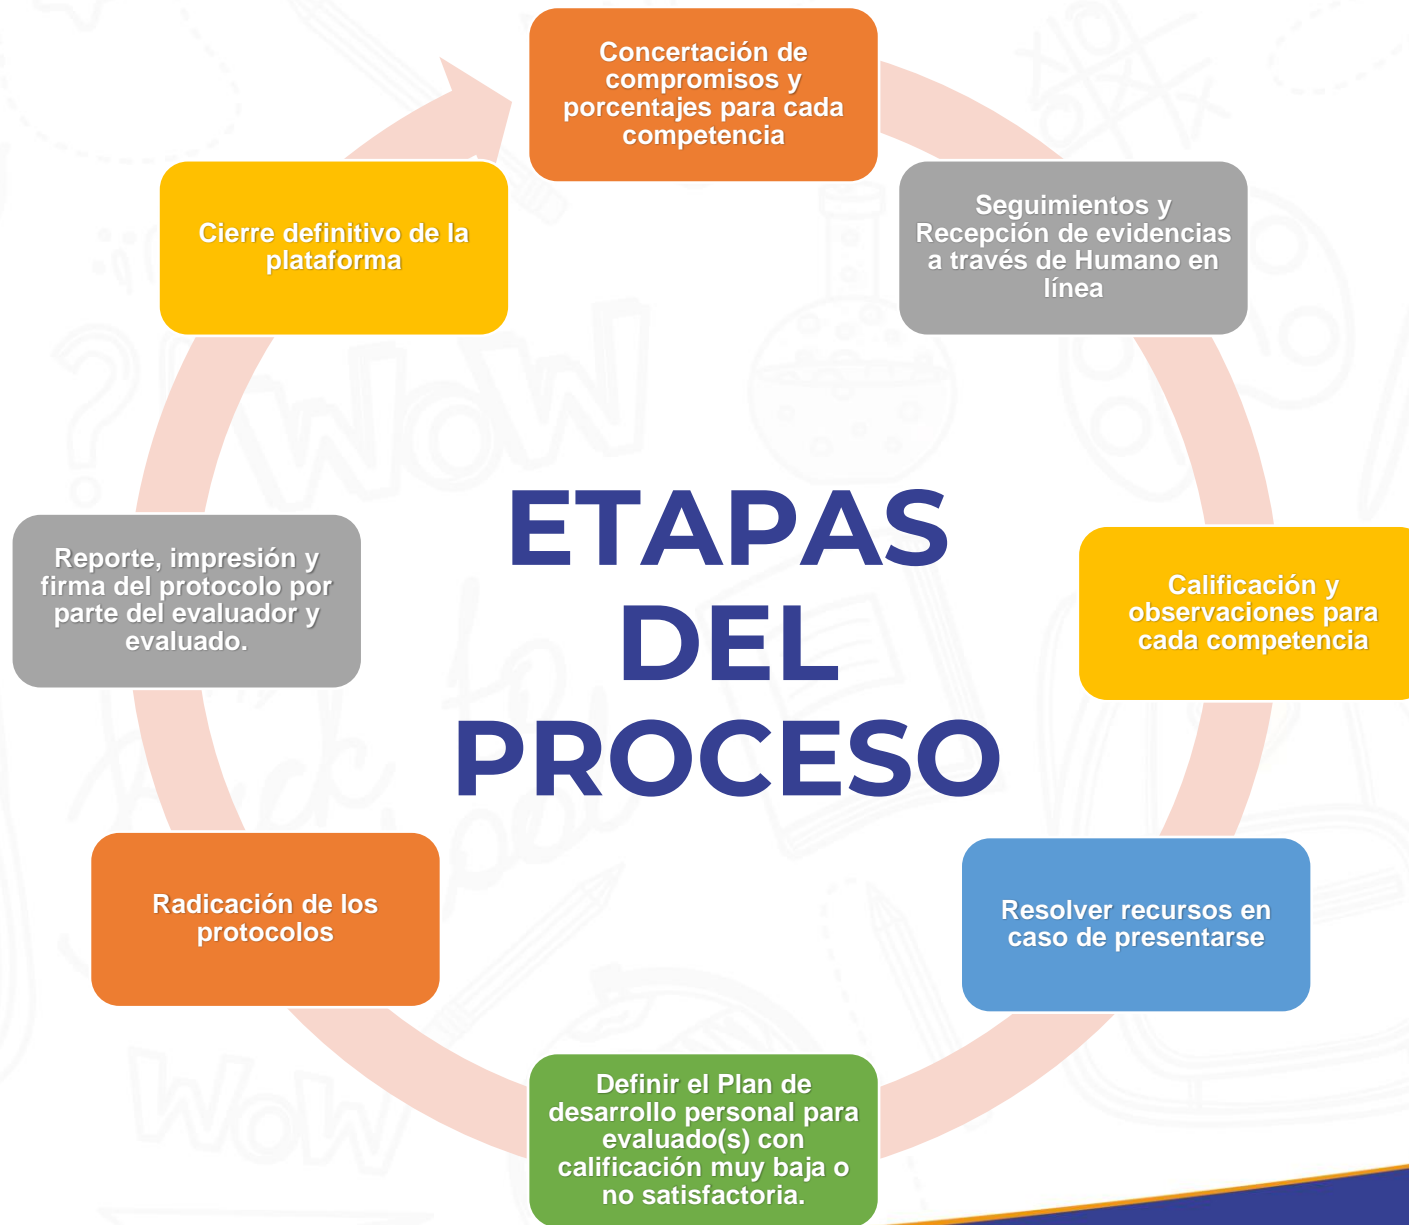 Concertación de
compromisos y
porcentajes para cada
competencia
Seguimientos y
Recepción de evidencias
a través de Humano en
línea
Calificación y
observaciones para
cada competencia
Resolver recursos en
caso de presentarse
Definir el Plan de
desarrollo personal para
evaluado(s) con
calificación muy baja o
no satisfactoria.
Radicación de los
protocolos
Reporte, impresión y
firma del protocolo por
parte del evaluador y
evaluado.
Cierre definitivo de la
plataforma
ETAPAS
DEL
PROCESO
WOW
WOW